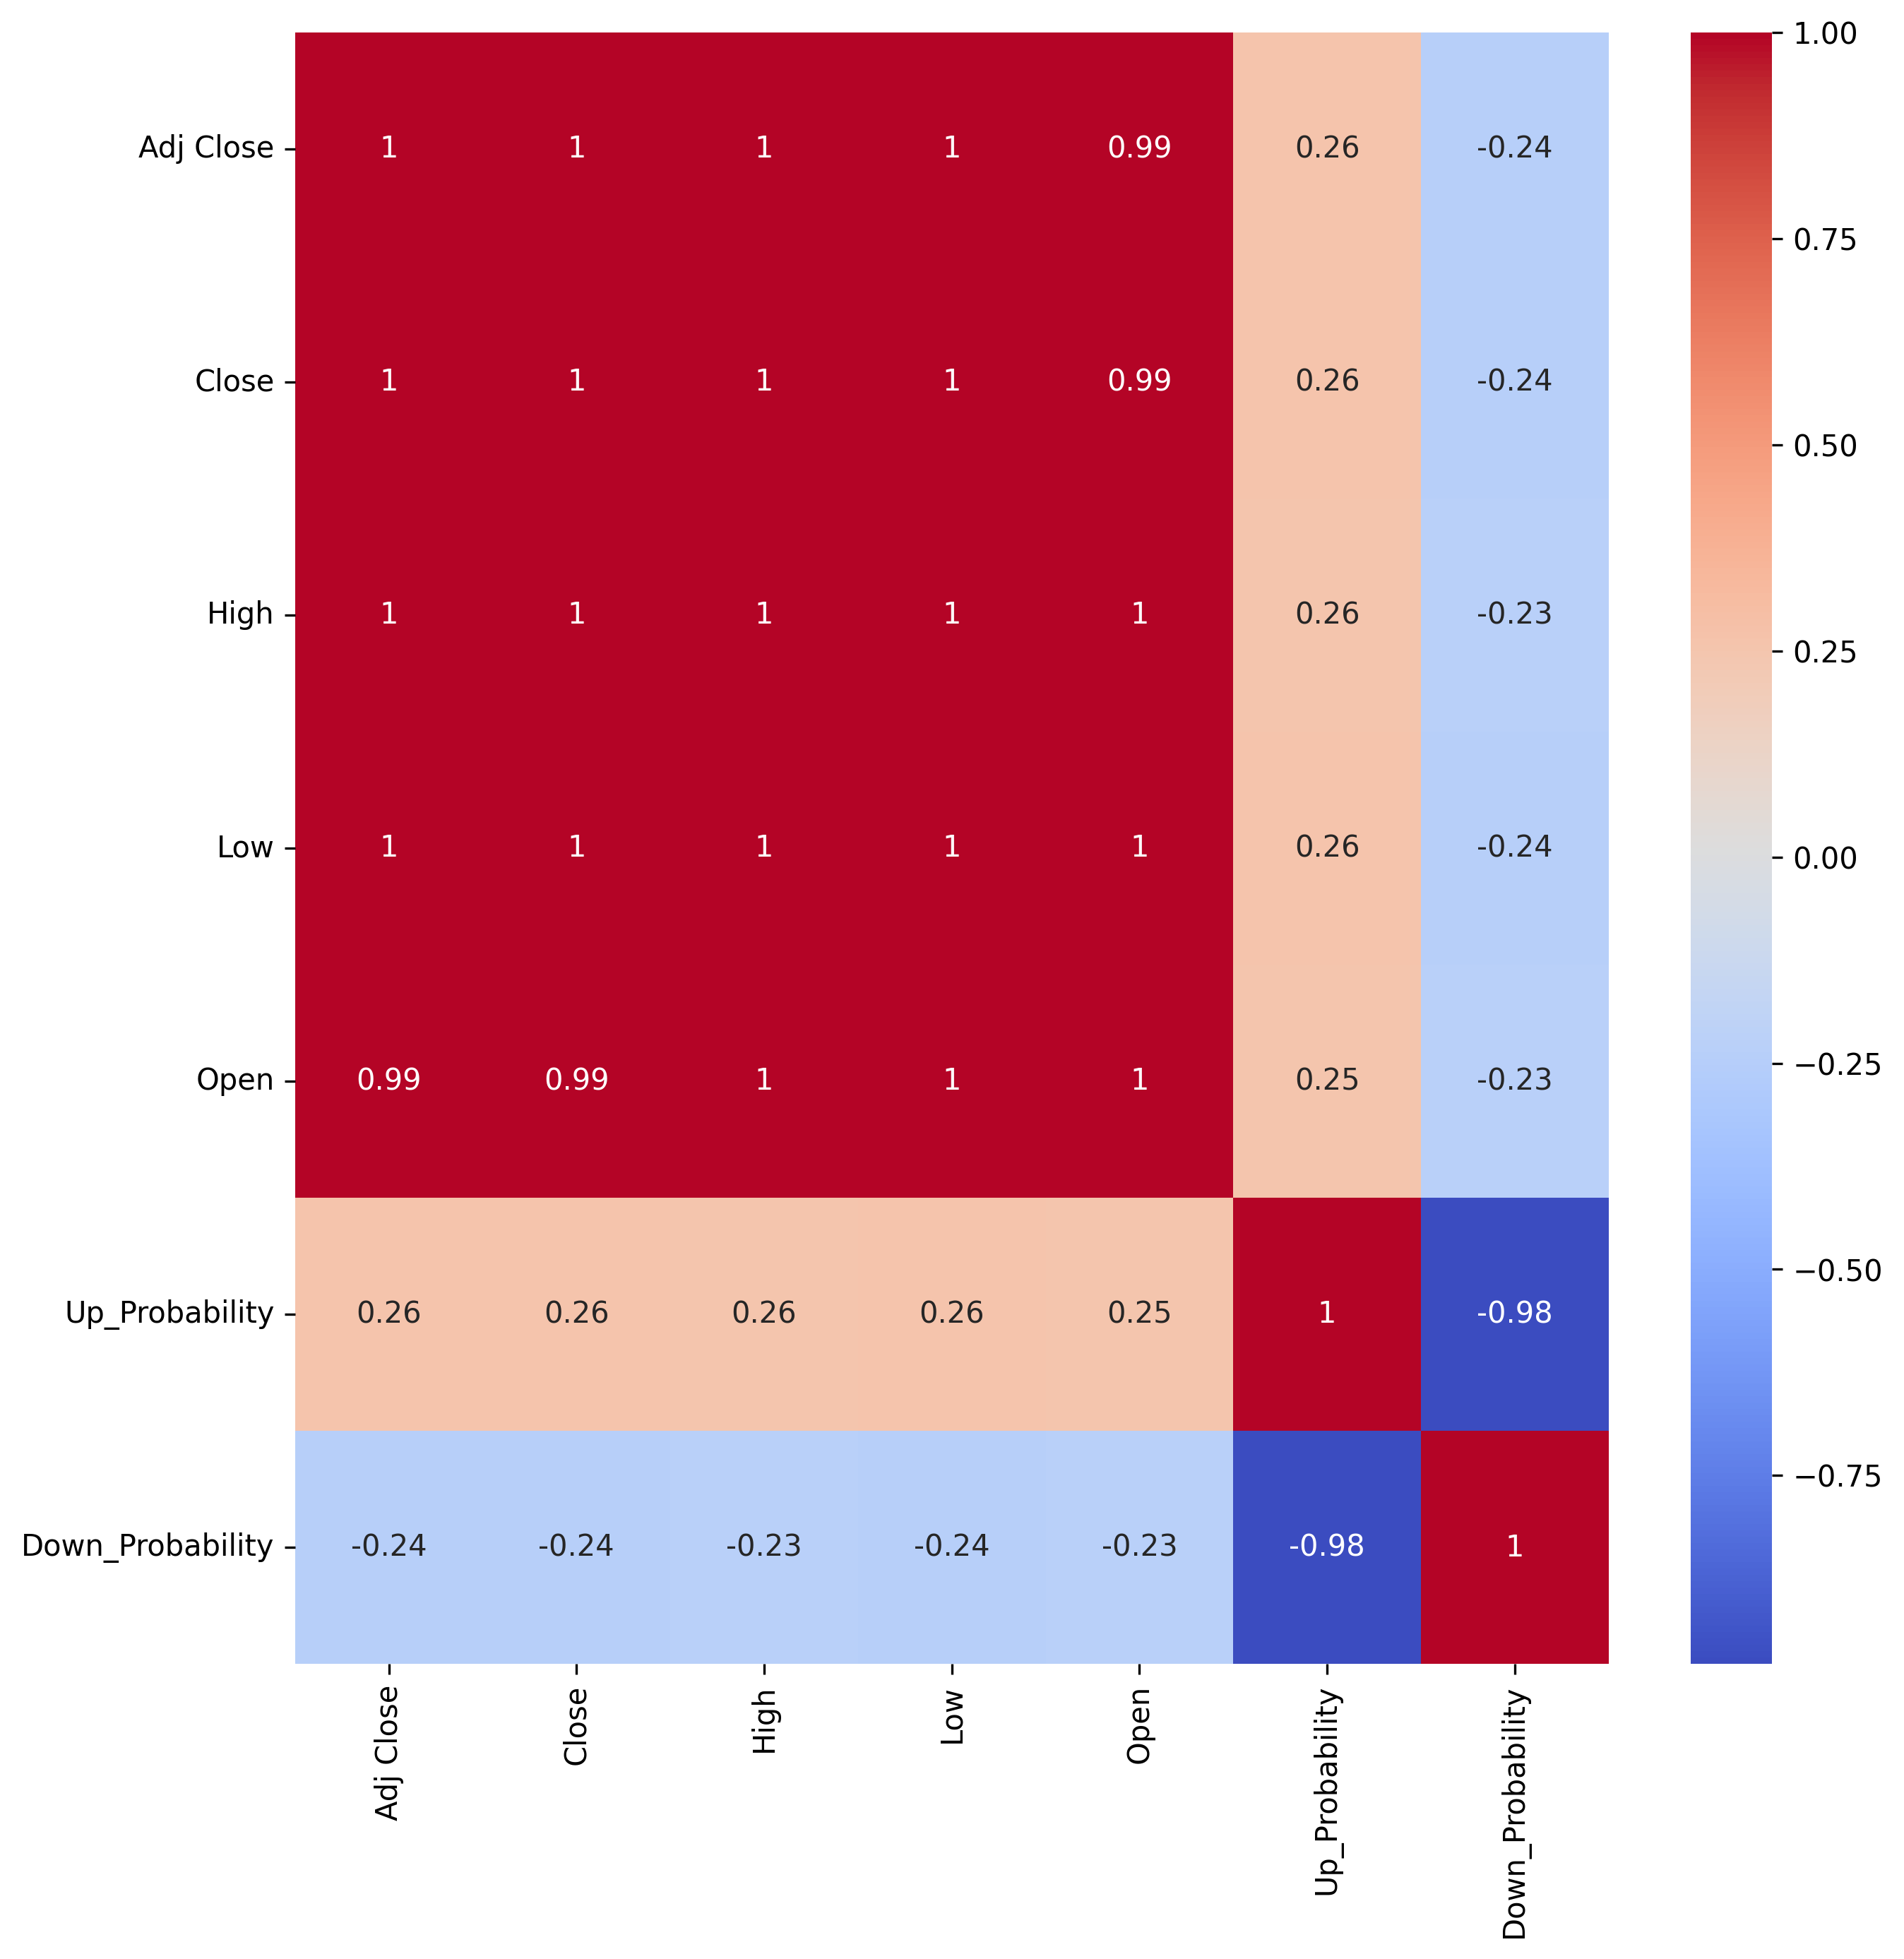 Adj Close 1 1 1 1 0.99 0.26 -0.24
Close 1 1 1 1 0.99 0.26 -0.24
High 1 1 1 1 1 0.26 -0.23
Low 1 1 1 1 1 0.26 -0.24
Open 0.99 0.99 1 1 1 0.25 -0.23
Up_Probability 0.26 0.26 0.26 0.26 0.25 1 -0.98
Down_Probability -0.24 -0.24 -0.23 -0.24 -0.23 -0.98 1
Adj Close
Close
High
Low
Open
Up_Probability
Down_Probability
1.00
0.75
0.50
0.25
0.00
−0.25
−0.50
−0.75